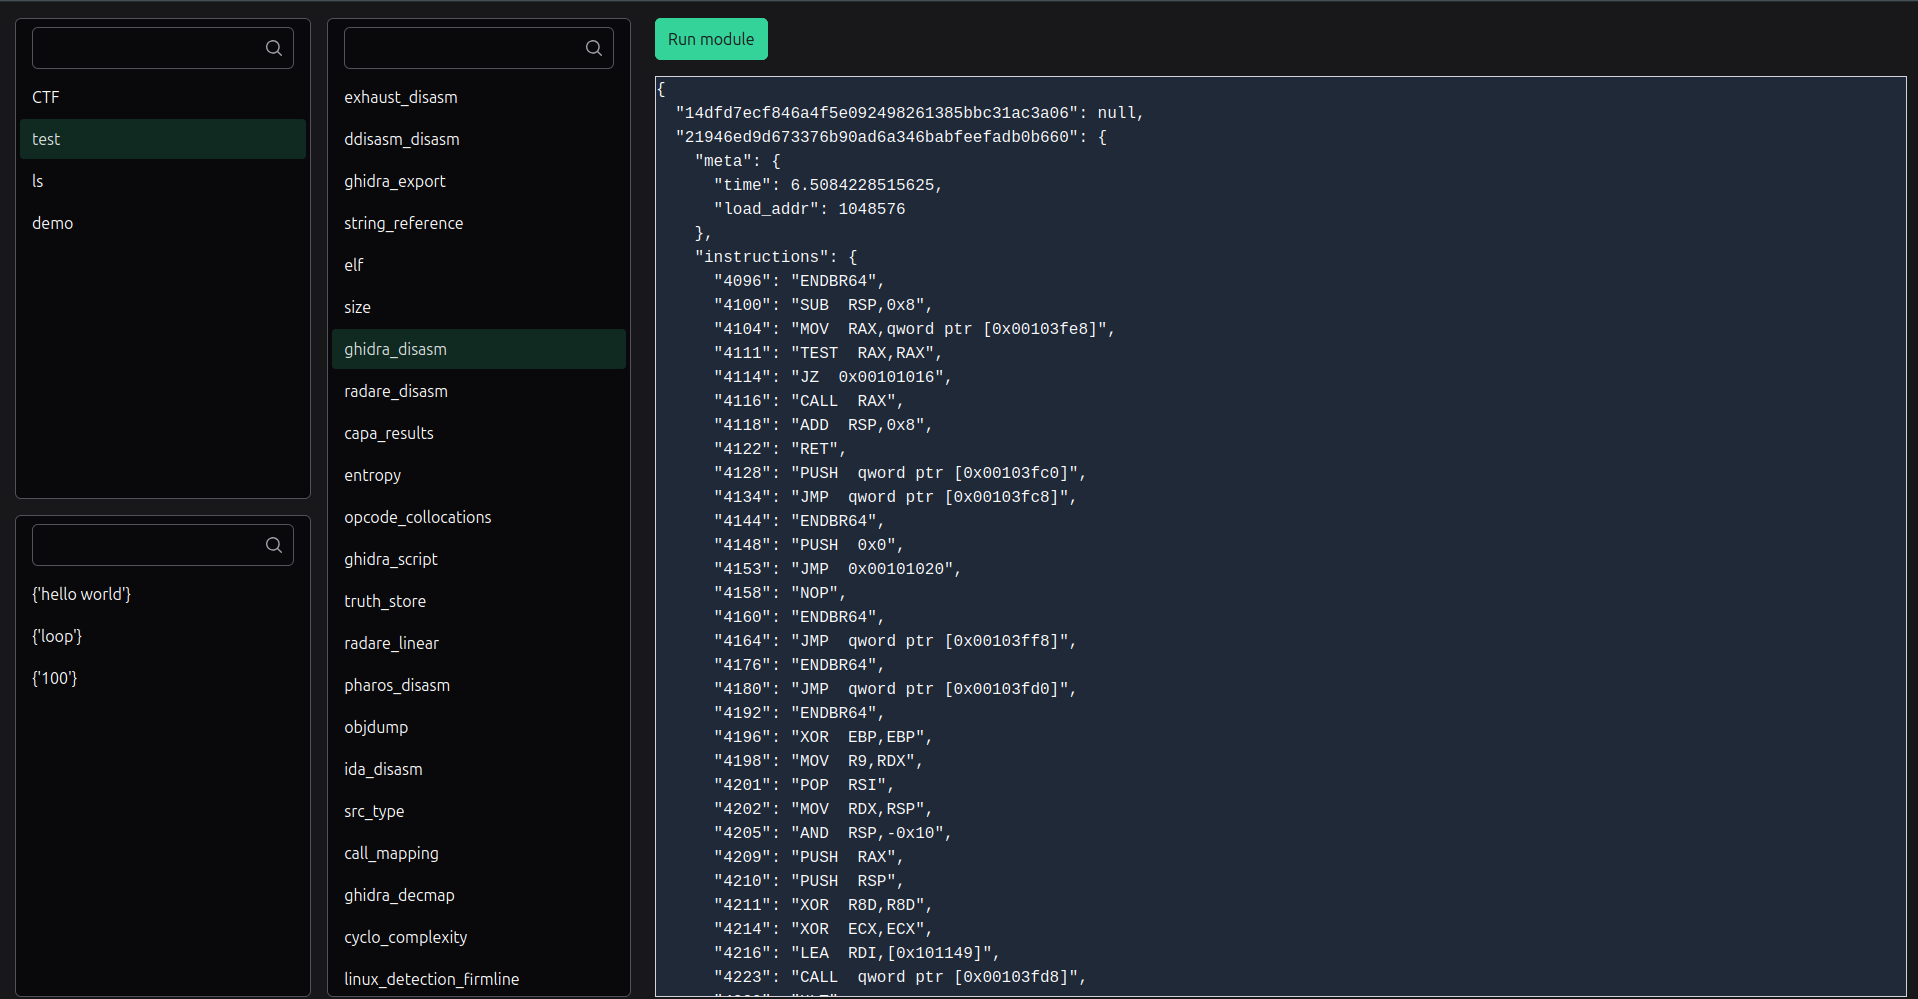 CTF
test
ls
demo
{'hello world'}
{'loop'}
{'100'}
exhaust_disasm
ddisasm_disasm
ghidra_export
string_reference
elf
size
ghidra_disasm
radare_disasm
capa_results
entropy
opcode_collocations
ghidra_script
truth_store
radare_linear
pharos_disasm
objdump
ida_disasm
src_type
call_mapping
ghidra_decmap
cyclo_complexity
linux_detection_firmline
Run module
{
"14dfd7ecf846a4f5e092498261385bbc31ac3a06": null,
"21946ed9d673376b90ad6a346babfeefadb0b660": {
"meta": {
"time": 6.5084228515625,
"load_addr": 1048576
},
"instructions": {
"4096": "ENDBR64",
"4100": "SUB  RSP,0x8",
"4104": "MOV  RAX,qword ptr [0x00103fe8]",
"4111": "TEST  RAX,RAX",
"4114": "JZ  0x00101016",
"4116": "CALL  RAX",
"4118": "ADD  RSP,0x8",
"4122": "RET",
"4128": "PUSH  qword ptr [0x00103fc0]",
"4134": "JMP  qword ptr [0x00103fc8]",
"4144": "ENDBR64",
"4148": "PUSH  0x0",
"4153": "JMP  0x00101020",
"4158": "NOP",
"4160": "ENDBR64",
"4164": "JMP  qword ptr [0x00103ff8]",
"4176": "ENDBR64",
"4180": "JMP  qword ptr [0x00103fd0]",
"4192": "ENDBR64",
"4196": "XOR  EBP,EBP",
"4198": "MOV  R9,RDX",
"4201": "POP  RSI",
"4202": "MOV  RDX,RSP",
"4205": "AND  RSP,-0x10",
"4209": "PUSH  RAX",
"4210": "PUSH  RSP",
"4211": "XOR  R8D,R8D",
"4214": "XOR  ECX,ECX",
"4216": "LEA  RDI,[0x101149]",
"4223": "CALL  qword ptr [0x00103fd8]",